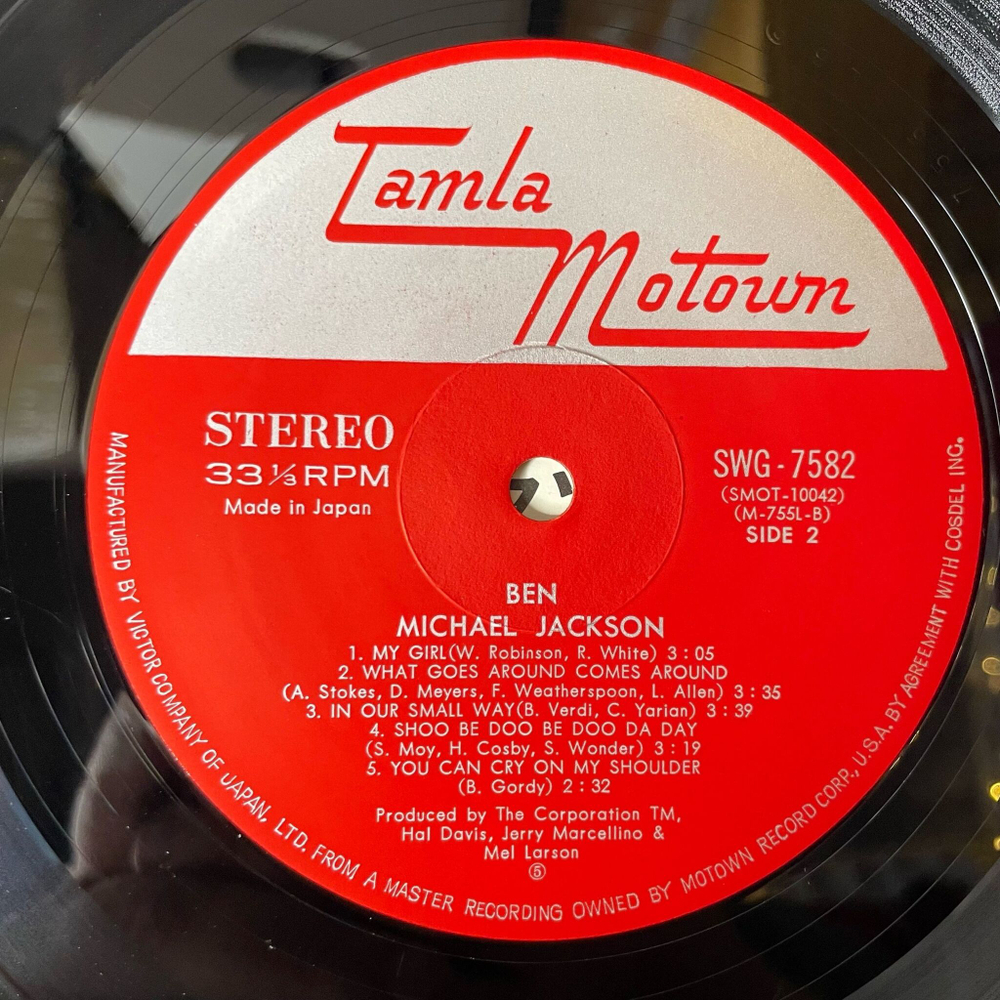 Tamla
Motown
STEREO
33 ⅓ RPM
Made in Japan
SWG-7582
(SMOT-10042)
(M-755L-B)
SIDE 2
BEN
MICHAEL JACKSON
1. MY GIRL(W. Robinson, R. White) 3:05
2. WHAT GOES AROUND COMES AROUND
(A. Stokes, D. Meyers, F. Weatherspoon, L. Allen) 3:35
3. IN OUR SMALL WAY(B. Verdi, C. Yarian) 3:39
4. SHOO BE DOO BE DOO DA DAY
(S. Moy, H. Cosby, S. Wonder) 3:19
5. YOU CAN CRY ON MY SHOULDER
(B. Gordy) 2:32
Produced by The Corporation TM,
Hal Davis, Jerry Marcellino &
Mel Larson
⑤
MANUFACTURED BY VICTOR COMPANY OF JAPAN, LTD. FROM A MASTER RECORDING OWNED BY MOTOWN RECORD CORP., U.S.A. BY AGREEMENT WITH COSDEL INC.